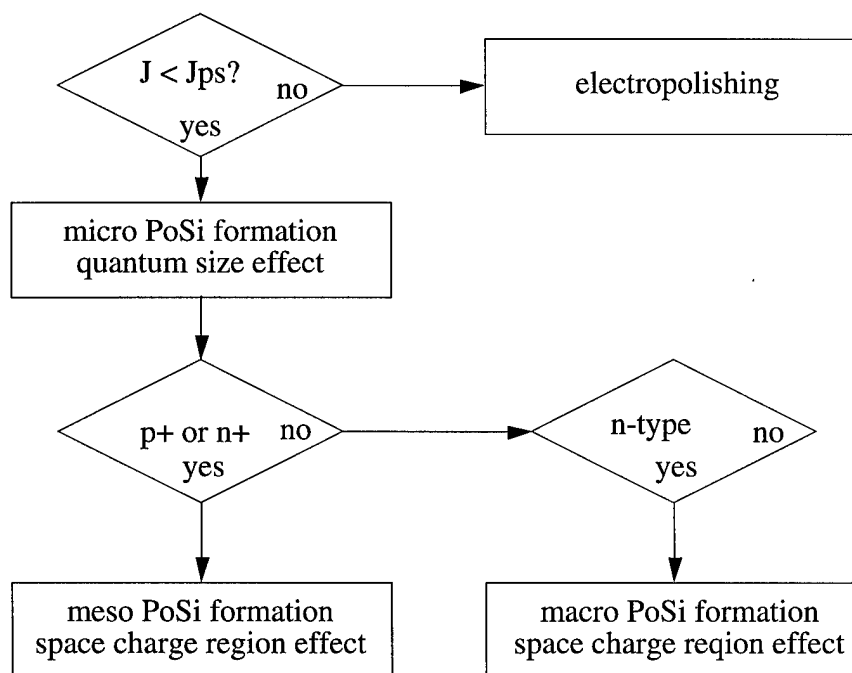 J < Jps?
no
yes
electropolishing
micro PoSi formation
quantum size effect
p+ or n+
no
yes
n-type
no
yes
meso PoSi formation
space charge region effect
macro PoSi formation
space charge reqion effect